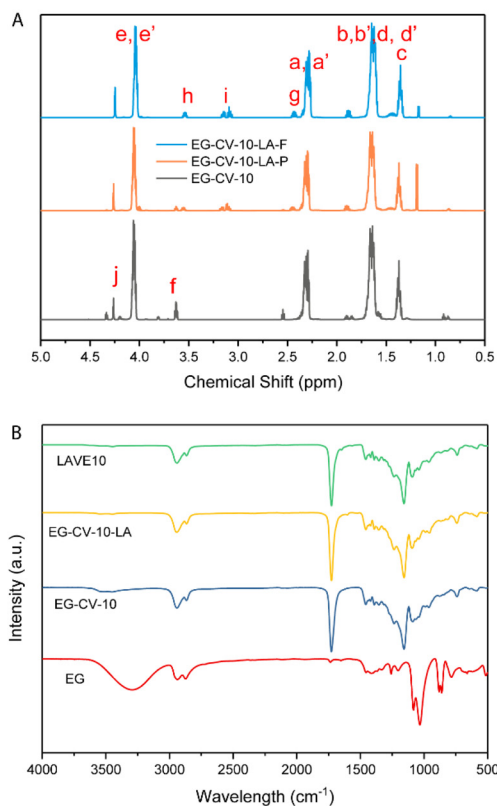 A
e, e'
b,b'
d, d'
a, a'
c
h
i
g
EG-CV-10-LA-F
EG-CV-10-LA-P
EG-CV-10
j
f
5.0 4.5 4.0 3.5 3.0 2.5 2.0 1.5 1.0 0.5
Chemical Shift (ppm)
B
LAVE10
EG-CV-10-LA
EG-CV-10
EG
Intensity (a.u.)
4000 3500 3000 2500 2000 1500 1000 500
Wavelength (cm⁻¹)